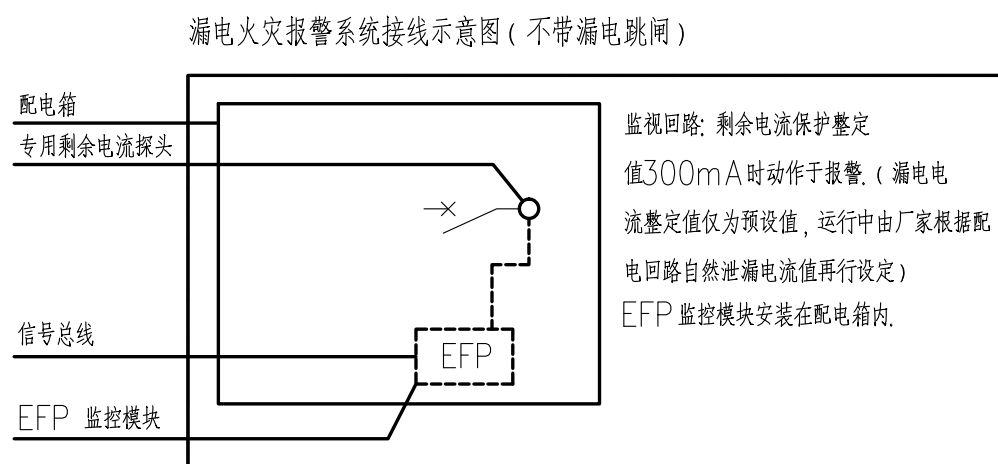 漏电火灾报警系统接线示意图(不带漏电跳闸)
配电箱
专用剩余电流探头
监视回路: 剩余电流保护整定
值300mA时动作于报警.(漏电电
流整定值仅为预设值,运行中由厂家根据配
电回路自然泄漏电流值再行设定)
EFP 监控模块安装在配电箱内.
信号总线
EFP
EFP 监控模块